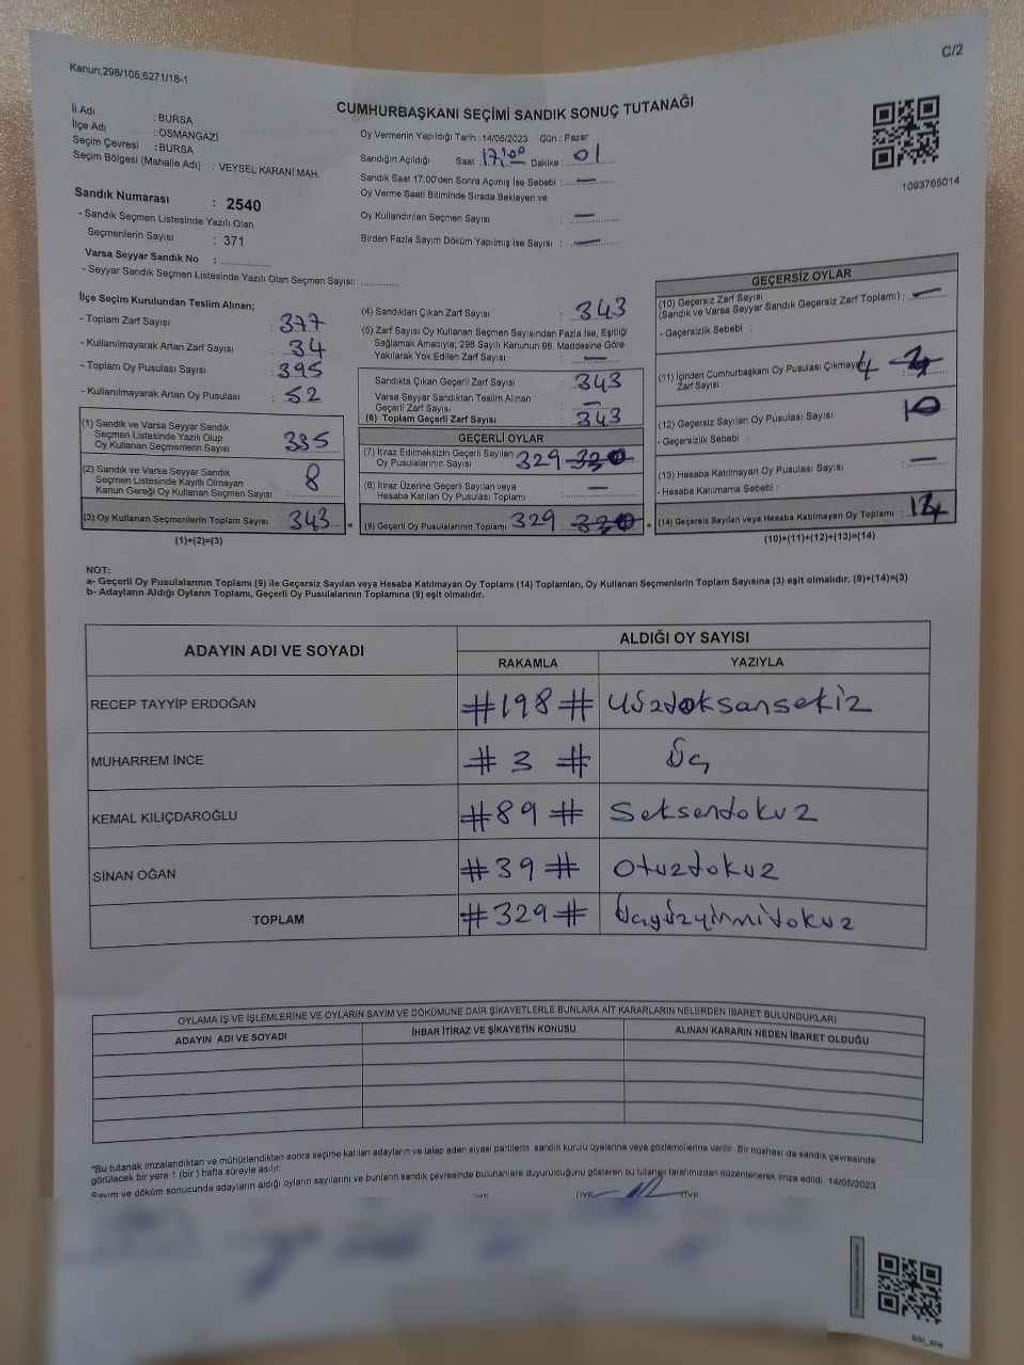 Kanun;298/105,6271/18-1
C/2
CUMHURBAŞKANI SEÇİMİ SANDIK SONUÇ TUTANAĞI
İl Adı : BURSA
İlçe Adı : OSMANGAZİ
Seçim Çevresi : BURSA
Seçim Bölgesi (Mahalle Adı) : VEYSEL KARANİ MAH.
Oy Vermenin Yapıldığı Tarih : 14/05/2023 Gün : Pazar
Sandığın Açıldığı Saat : 17:00 Dakika : 01
Sandık Saat 17:00'den Sonra Açmış İse Sebebi : —
Oy Verme Saati Bitiminde Sırada Bekleyen ve
Oy Kullandırılan Seçmen Sayısı —
Birden Fazla Sayım Döküm Yapılmış İse Sayısı : —
1093765014
Sandık Numarası : 2540
- Sandık Seçmen Listesinde Yazılı Olan
Seçmenlerin Sayısı : 371
Varsa Seyyar Sandık No :
- Seyyar Sandık Seçmen Listesinde Yazılı Olan Seçmen Sayısı:
İlçe Seçim Kurulundan Teslim Alınan;
- Toplam Zarf Sayısı : 377
- Kullanılmayarak Artan Zarf Sayısı : 34
- Toplam Oy Pusulası Sayısı : 395
- Kullanılmayarak Artan Oy Pusulası : 52
(1) Sandık ve Varsa Seyyar Sandık
Seçmen Listesinde Yazılı Olup
Oy Kullanan Seçmenlerin Sayısı 335
(2) Sandık ve Varsa Seyyar Sandık
Seçmen Listesinde Kayıtlı Olmayan
Kanun Gereği Oy Kullanan Seçmen Sayısı 8
(3) Oy Kullanan Seçmenlerin Toplam Sayısı 343
(1)+(2)=(3)
(4) Sandıktan Çıkan Zarf Sayısı : 343
(5) Zarf Sayısı Oy Kullanan Seçmen Sayısından Fazla İse, Eşitliği
Sağlamak Amacıyla; 298 Sayılı Kanunun 98. Maddesine Göre
Yakılarak Yok Edilen Zarf Sayısı —
Sandıkta Çıkan Geçerli Zarf Sayısı : 343
Varsa Seyyar Sandıktan Teslim Alınan
Geçerli Zarf Sayısı —
(6) Toplam Geçerli Zarf Sayısı : 343
GEÇERLİ OYLAR
(7) İtiraz Edilmeksizin Geçerli Sayılan
Oy Pusulalarının Sayısı 329 330
(8) İtiraz Üzerine Geçerli Sayılan veya
Hesaba Katılan Oy Pusulası Toplamı —
(9) Geçerli Oy Pusulalarının Toplamı 329 330
GEÇERSİZ OYLAR
(10) Geçersiz Zarf Sayısı
(Sandık ve Varsa Seyyar Sandık Geçersiz Zarf Toplamı) : —
- Geçersizlik Sebebi :
(11) İçinden Cumhurbaşkanı Oy Pusulası Çıkmayan 4
Zarf Sayısı
(12) Geçersiz Sayılan Oy Pusulası Sayısı 10
- Geçersizlik Sebebi
(13) Hesaba Katılmayan Oy Pusulası Sayısı —
- Hesaba Katılmama Sebebi :
(14) Geçersiz Sayılan veya Hesaba Katılmayan Oy Toplamı : 14
(10)+(11)+(12)+(13)=(14)
NOT:
a- Geçerli Oy Pusulalarının Toplamı (9) ile Geçersiz Sayılan veya Hesaba Katılmayan Oy Toplamı (14) Toplamları, Oy Kullanan Seçmenlerin Toplam Sayısına (3) eşit olmalıdır. (9)+(14)=(3)
b- Adayların Aldığı Oyların Toplamı, Geçerli Oy Pusulalarının Toplamına (9) eşit olmalıdır.
ADAYIN ADI VE SOYADI ALDIĞI OY SAYISI
RAKAMLA YAZIYLA
RECEP TAYYİP ERDOĞAN #198# Yüzdoksansekiz
MUHARREM İNCE # 3 # Üç
KEMAL KILIÇDAROĞLU #89# Seksendokuz
SİNAN OĞAN #39# Otuzdokuz
TOPLAM #329# Üçyüzyirmidokuz
OYLAMA İŞ VE İŞLEMLERİNE VE OYLARIN SAYIM VE DÖKÜMÜNE DAİR ŞİKAYETLERLE BUNLARA AİT KARARLARIN NELERDEN İBARET BULUNDUKLARI
ADAYIN ADI VE SOYADI İHBAR İTİRAZ VE ŞİKAYETİN KONUSU ALINAN KARARIN NEDEN İBARET OLDUĞU
"Bu tutanak imzalandıktan ve mühürlendikten sonra seçime katılan adayların ve talep eden siyasi partilerin sandık kurulu üyelerine veya gözlemcilerine verilir. Bir nüshası da sandık çevresinde
görülecek bir yere 1 (bir) hafta süreyle asılır.
Sayım ve döküm sonucunda adayların aldığı oyların sayılarını ve bunların sandık çevresinde bulunanlara duyurulduğunu gösteren bu tutanak tarafımızdan düzenlenerek imza edildi. 14/05/2023